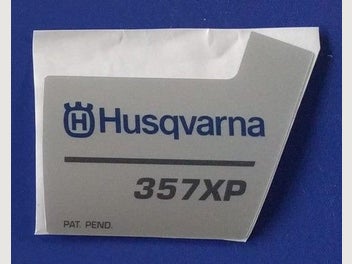 Husqvarna
357XP
PAT. PEND.